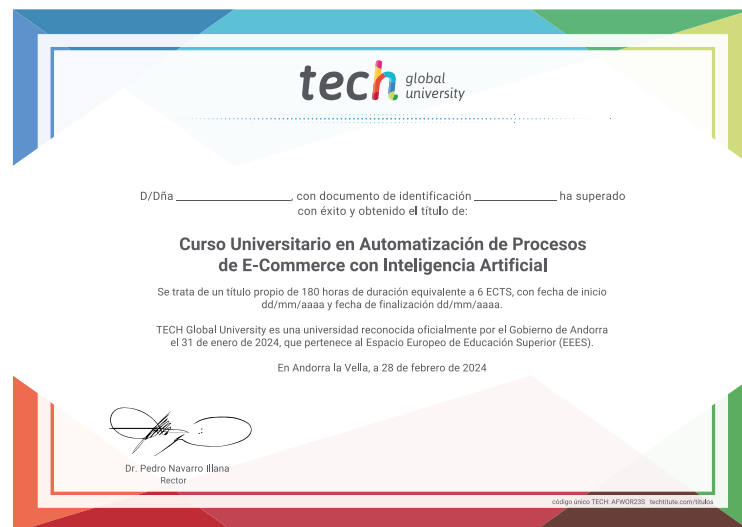 tech global university
D/Dña ______________, con documento de identificación __________ ha superado
con éxito y obtenido el título de:
Curso Universitario en Automatización de Procesos
de E-Commerce con Inteligencia Artificial
Se trata de un título propio de 180 horas de duración equivalente a 6 ECTS, con fecha de inicio
dd/mm/aaaa y fecha de finalización dd/mm/aaaa.
TECH Global University es una universidad reconocida oficialmente por el Gobierno de Andorra
el 31 de enero de 2024, que pertenece al Espacio Europeo de Educación Superior (EEES).
En Andorra la Vella, a 28 de febrero de 2024
Dr. Pedro Navarro Illana
Rector
código único TECH: AFWOR23S techtitute.com/titulos